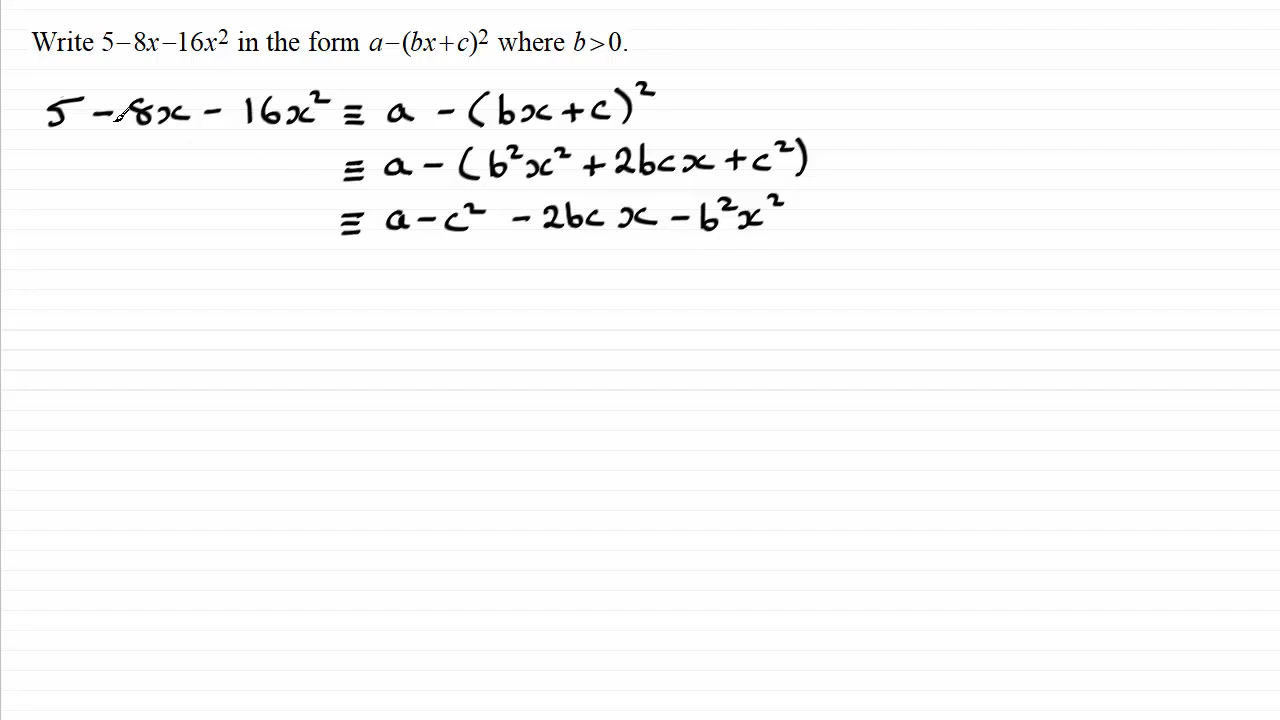 Write 5−8x−16x² in the form a−(bx+c)² where b>0.
5 − 8x − 16x² ≡ a − (bx+c)²
≡ a − (b²x² + 2bcx + c²)
≡ a − c² − 2bc x − b²x²